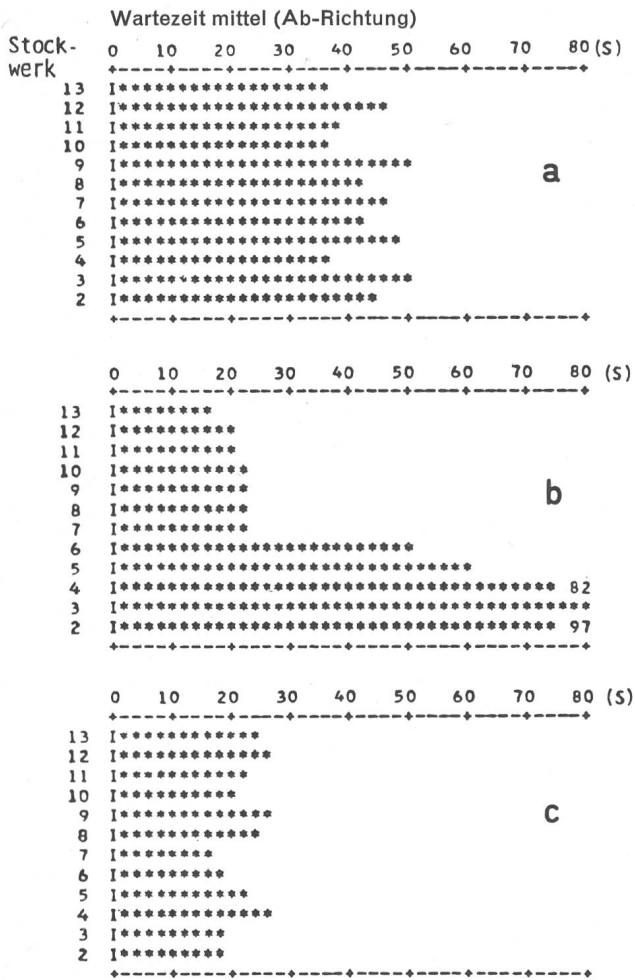 Wartezeit mittel (Ab-Richtung)
Stock-
werk
0 10 20 30 40 50 60 70 80 (S)
+----+----+----+----+----+----+----+----+
13 I******************
12 I***********************
11 I*******************
10 I******************
9 I*************************
8 I*********************
7 I***********************
6 I*********************
5 I************************
4 I******************
3 I*************************
2 I**********************
+----+----+----+----+----+----+----+----+
a
0 10 20 30 40 50 60 70 80 (S)
+----+----+----+----+----+----+----+----+
13 I********
12 I**********
11 I**********
10 I***********
9 I***********
8 I***********
7 I***********
6 I*************************
5 I******************************
4 I************************************* 82
3 I****************************************
2 I************************************* 97
+----+----+----+----+----+----+----+----+
b
0 10 20 30 40 50 60 70 80 (S)
+----+----+----+----+----+----+----+----+
13 I************
12 I*************
11 I***********
10 I**********
9 I*************
8 I************
7 I********
6 I*********
5 I***********
4 I*************
3 I*********
2 I*********
+----+----+----+----+----+----+----+----+
c